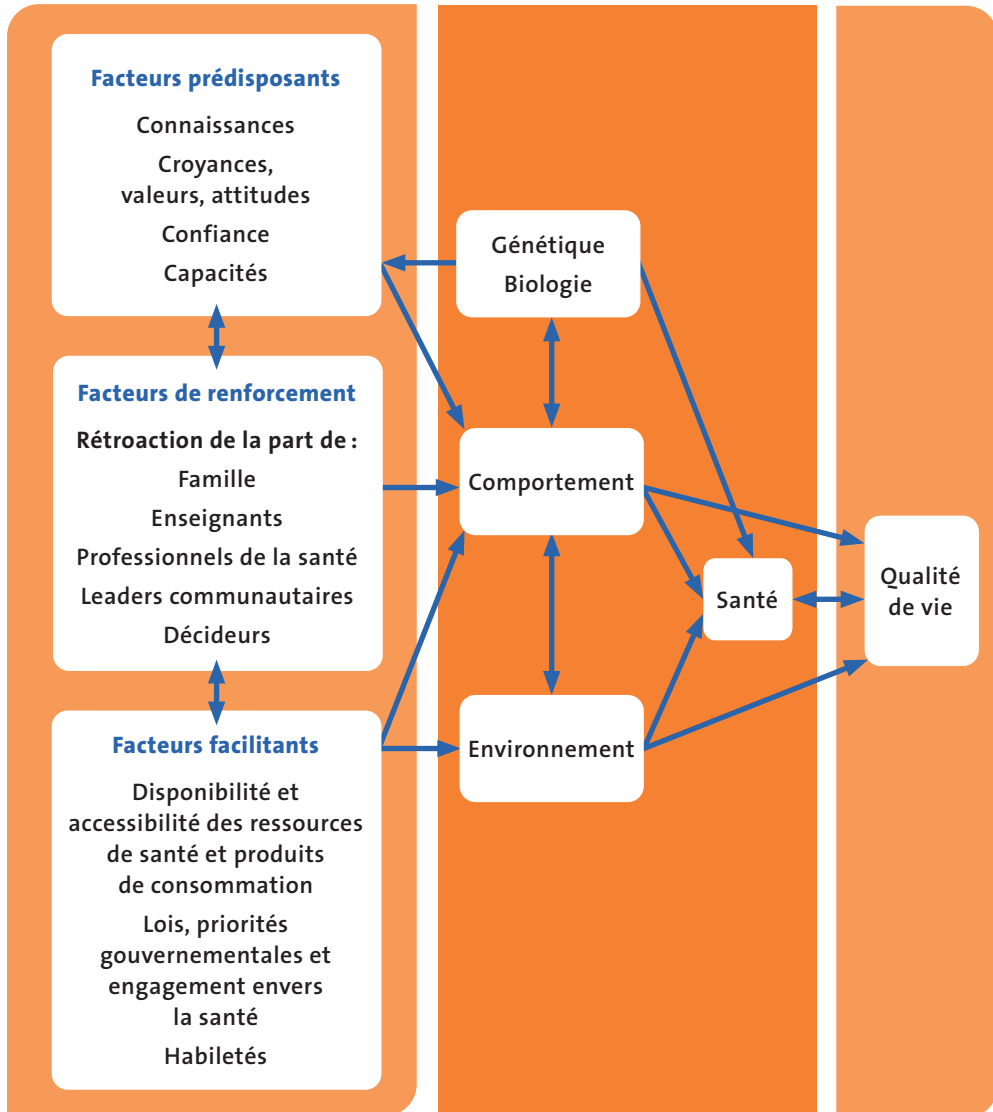 Facteurs prédisposants
Connaissances
Croyances,
valeurs, attitudes
Confiance
Capacités
Facteurs de renforcement
Rétroaction de la part de :
Famille
Enseignants
Professionnels de la santé
Leaders communautaires
Décideurs
Facteurs facilitants
Disponibilité et
accessibilité des ressources
de santé et produits
de consommation
Lois, priorités
gouvernementales et
engagement envers
la santé
Habiletés
Génétique
Biologie
Comportement
Environnement
Santé
Qualité
de vie